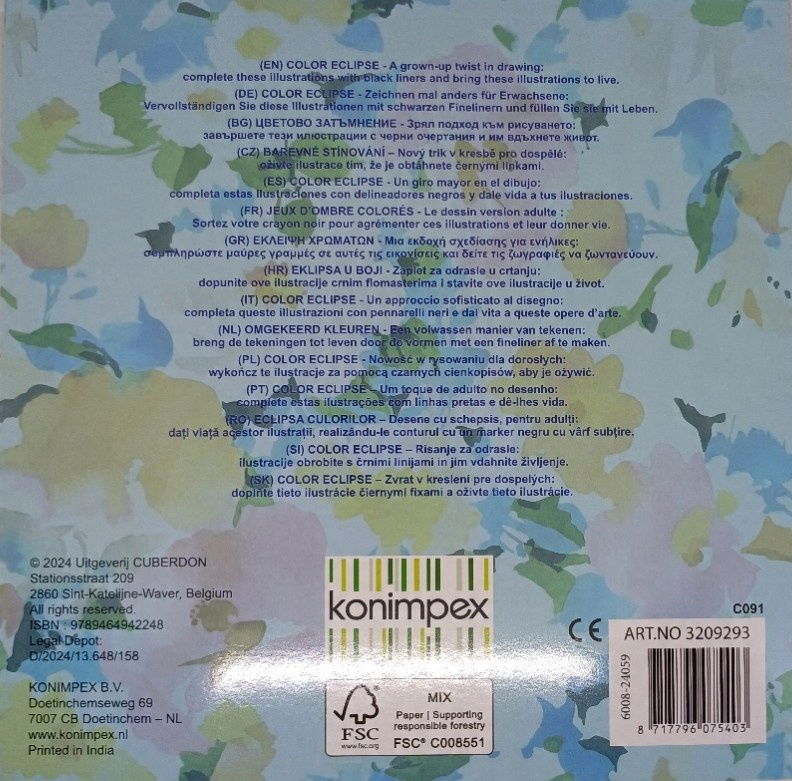 (EN) COLOR ECLIPSE - A grown-up twist in drawing:
complete these illustrations with black liners and bring these illustrations to live.
(DE) COLOR ECLIPSE - Zeichnen mal anders für Erwachsene:
Vervollständigen Sie diese Illustrationen mit schwarzen Finelinern und füllen Sie sie mit Leben.
(BG) ЦВЕТОВО ЗАТЪМНЕНИЕ - Зрял подход към рисуването:
завършете тези илюстрации с черни очертания и им вдъхнете живот.
(CZ) BAREVNÉ STÍNOVÁNÍ – Nový trik v kresbě pro dospělé:
oživte ilustrace tím, že je obtáhnete černými lipkami.
(ES) COLOR ECLIPSE - Un giro mayor en el dibujo:
completa estas ilustraciones con delineadores negros y dale vida a tus ilustraciones.
(FR) JEUX D'OMBRE COLORÉS - Le dessin version adulte :
Sortez votre crayon noir pour agrémenter ces illustrations et leur donner vie.
(GR) ΕΚΛΕΙΨΗ ΧΡΩΜΑΤΩΝ - Μια εκδοχή σχεδίασης για ενήλικες:
συμπληρώστε μαύρες γραμμές σε αυτές τις εικονίσεις και δείτε τις ζωγραφιές να ζωντανεύουν.
(HR) EKLIPSA U BOJI - Zaplet za odrasle u crtanju:
dopunite ove ilustracije crnim flomasterima i stavite ove ilustracije u život.
(IT) COLOR ECLIPSE - Un approccio sofisticato al disegno:
completa queste illustrazioni con pennarelli neri e dai vita a queste opere d'arte.
(NL) OMGEKEERD KLEUREN - Een volwassen manier van tekenen:
breng de tekeningen tot leven door de vormen met een fineliner af te maken.
(PL) COLOR ECLIPSE - Nowość w rysowaniu dla dorosłych:
wykończ te ilustracje za pomocą czarnych cienkopisów, aby je ożywić.
(PT) COLOR ECLIPSE – Um toque de adulto no desenho:
complete estas ilustrações com linhas pretas e dê-lhes vida.
(RO) ECLIPSA CULORILOR – Desene cu schepsis, pentru adulți:
dați viață acestor ilustrații, realizându-le conturul cu un marker negru cu vârf subțire.
(SI) COLOR ECLIPSE – Risanje za odrasle:
ilustracije obrobite s črnimi linijami in jim vdahnite življenje.
(SK) COLOR ECLIPSE – Zvrat v kreslení pre dospelých:
doplňte tieto ilustrácie čiernymi fixami a oživte tieto ilustrácie.
© 2024 Uitgeverij CUBERDON
Stationsstraat 209
2860 Sint-Katelijne-Waver, Belgium
All rights reserved.
ISBN : 9789464942248
Legal Depot:
D/2024/13.648/158
KONIMPEX B.V.
Doetinchemseweg 69
7007 CB Doetinchem – NL
www.konimpex.nl
Printed in India
konimpex
FSC
www.fsc.org
MIX
Paper | Supporting
responsible forestry
FSC® C008551
C091
CE
ART.NO 3209293
6008-24059
8 717796 075403